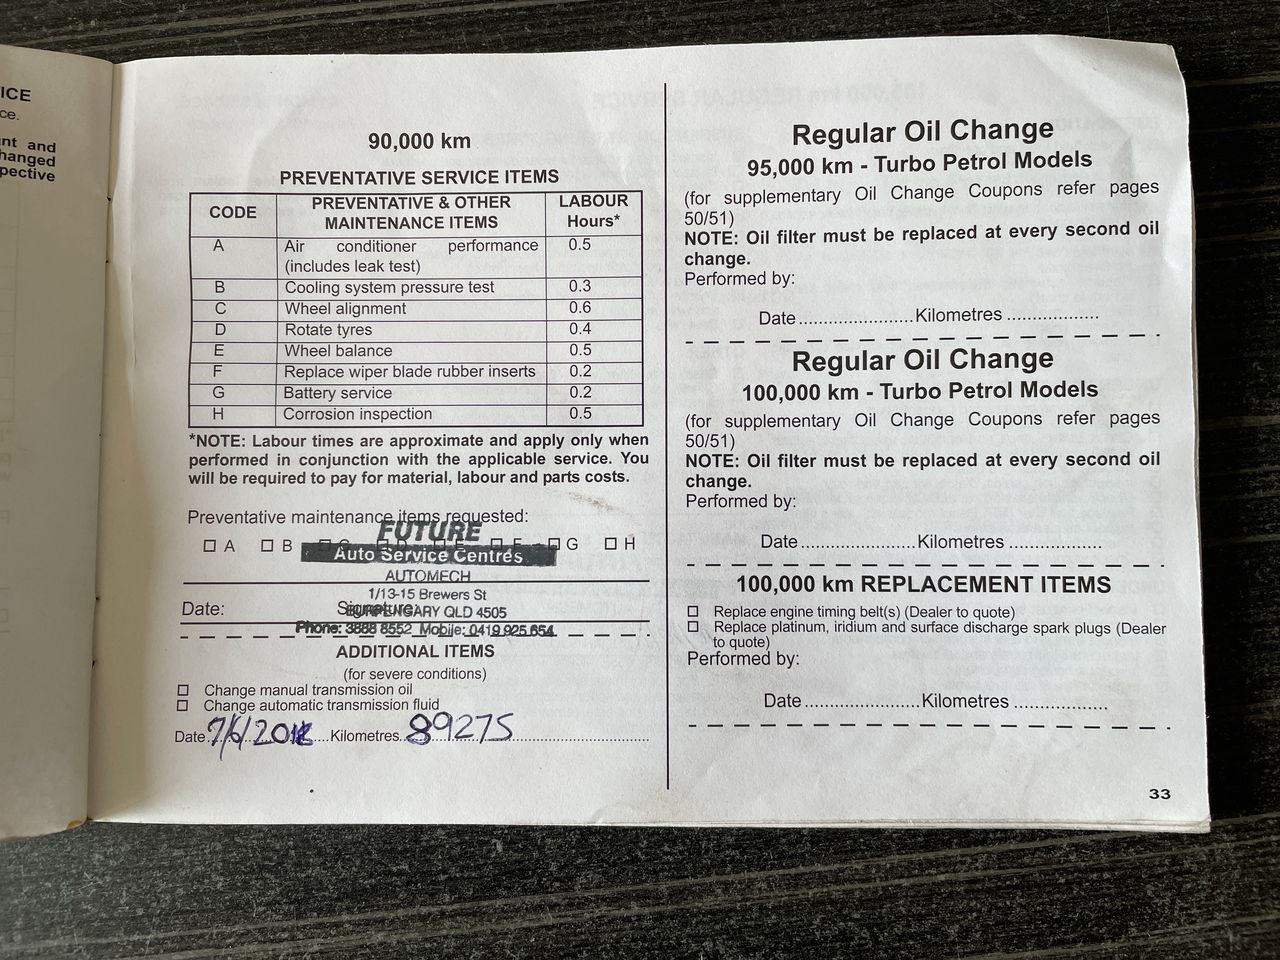 ICE
ce.
nt and
hanged
pective
90,000 km
PREVENTATIVE SERVICE ITEMS
CODE PREVENTATIVE & OTHER MAINTENANCE ITEMS LABOUR Hours*
A Air conditioner performance (includes leak test) 0.5
B Cooling system pressure test 0.3
C Wheel alignment 0.6
D Rotate tyres 0.4
E Wheel balance 0.5
F Replace wiper blade rubber inserts 0.2
G Battery service 0.2
H Corrosion inspection 0.5
*NOTE: Labour times are approximate and apply only when
performed in conjunction with the applicable service. You
will be required to pay for material, labour and parts costs.
Preventative maintenance items requested:
FUTURE
☐ A ☐ B ☐ C ☐ D ☐ E ☐ F ☐ G ☐ H
Auto Service Centres
AUTOMECH
1/13-15 Brewers St
Date: Signature:
BURPENGARY QLD 4505
Phone: 3888 8552 Mobile: 0419 925 654
ADDITIONAL ITEMS
(for severe conditions)
☐ Change manual transmission oil
☐ Change automatic transmission fluid
Date 7/6/201 Kilometres 89275
Regular Oil Change
95,000 km - Turbo Petrol Models
(for supplementary Oil Change Coupons refer pages
50/51)
NOTE: Oil filter must be replaced at every second oil
change.
Performed by:
Date ...................... Kilometres ..................
Regular Oil Change
100,000 km - Turbo Petrol Models
(for supplementary Oil Change Coupons refer pages
50/51)
NOTE: Oil filter must be replaced at every second oil
change.
Performed by:
Date ...................... Kilometres ..................
100,000 km REPLACEMENT ITEMS
☐ Replace engine timing belt(s) (Dealer to quote)
☐ Replace platinum, iridium and surface discharge spark plugs (Dealer
to quote)
Performed by:
Date ...................... Kilometres ..................
33